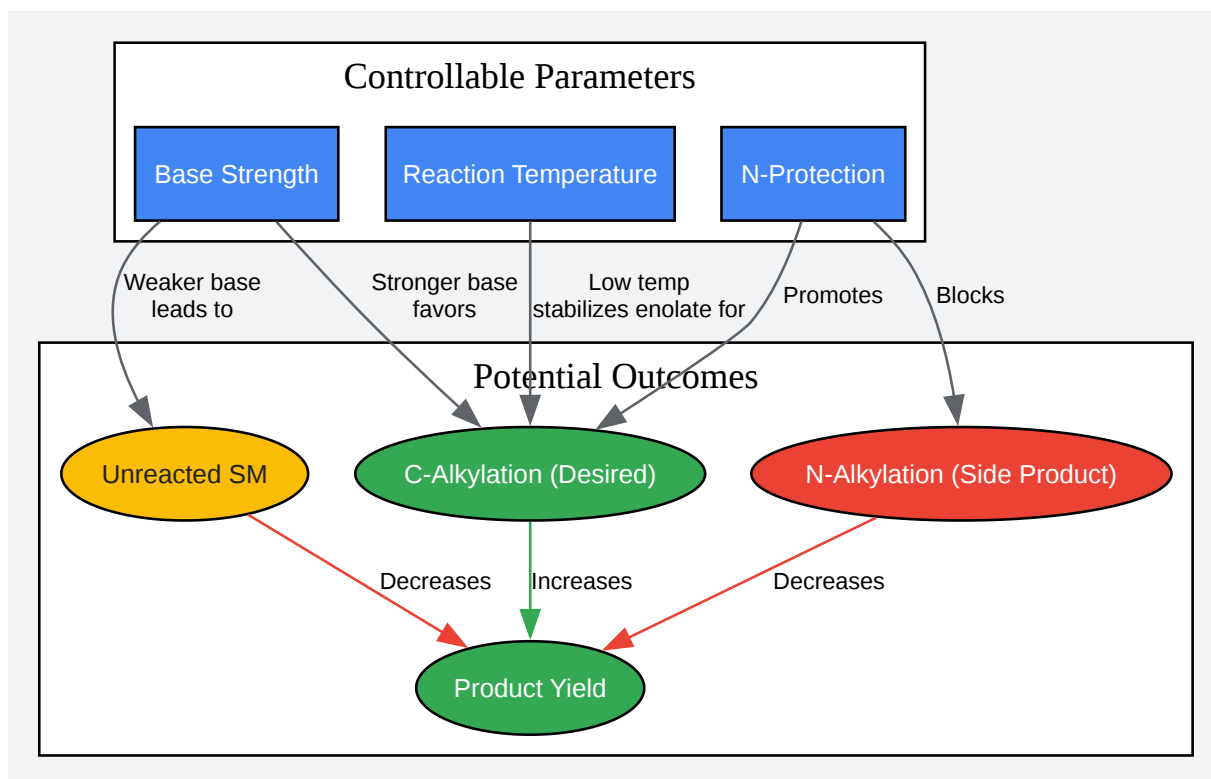 Controllable Parameters
Base Strength
Reaction Temperature
N-Protection
Weaker base
leads to
Stronger base
favors
Low temp
stabilizes enolate for
Promotes
Blocks
Potential Outcomes
Unreacted SM
C-Alkylation (Desired)
N-Alkylation (Side Product)
Decreases
Increases
Decreases
Product Yield